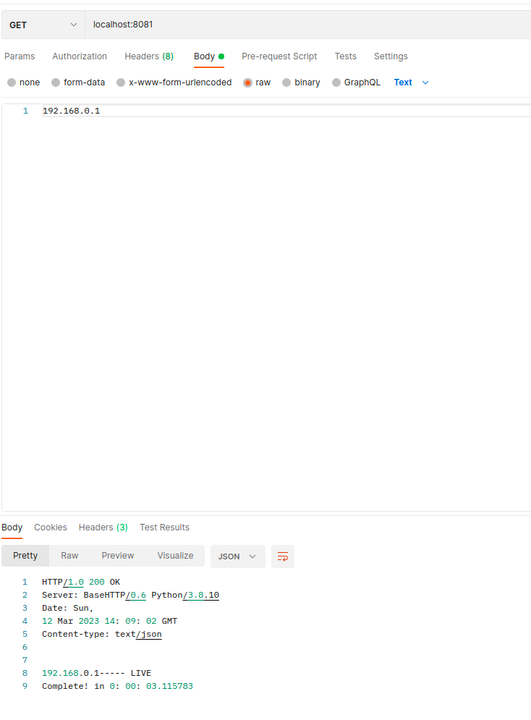 GET localhost:8081
Params Authorization Headers (8) Body Pre-request Script Tests Settings
none form-data x-www-form-urlencoded raw binary GraphQL Text
1 192.168.0.1
Body Cookies Headers (3) Test Results
Pretty Raw Preview Visualize JSON
1 HTTP/1.0 200 OK
2 Server: BaseHTTP/0.6 Python/3.8.10
3 Date: Sun,
4 12 Mar 2023 14: 09: 02 GMT
5 Content-type: text/json
6
7
8 192.168.0.1----- LIVE
9 Complete! in 0: 00: 03.115783